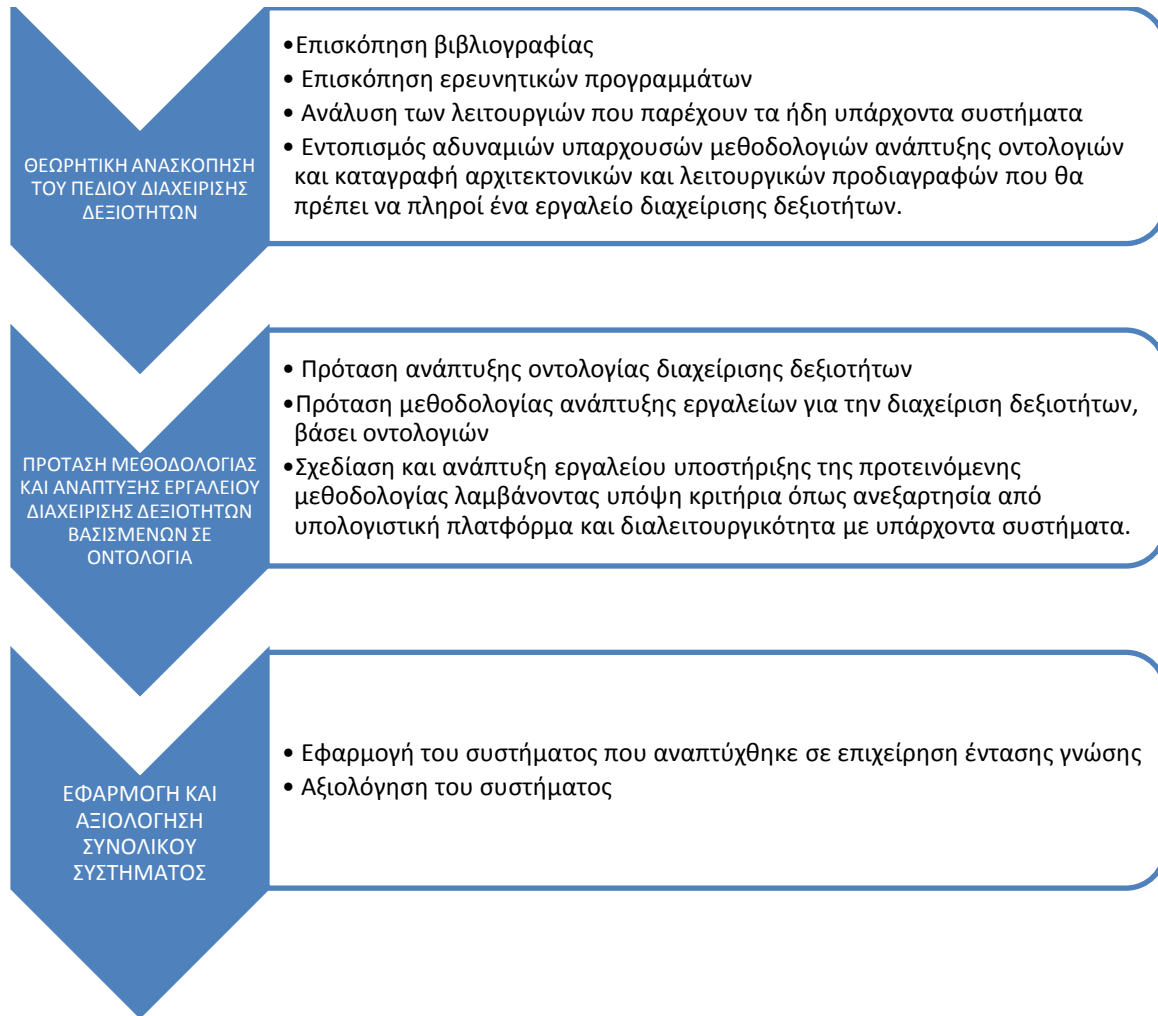 ΘΕΩΡΗΤΙΚΗ ΑΝΑΣΚΟΠΗΣΗ
ΤΟΥ ΠΕΔΙΟΥ ΔΙΑΧΕΙΡΙΣΗΣ
ΔΕΞΙΟΤΗΤΩΝ
•Επισκόπηση βιβλιογραφίας
• Επισκόπηση ερευνητικών προγραμμάτων
• Ανάλυση των λειτουργιών που παρέχουν τα ήδη υπάρχοντα συστήματα
• Εντοπισμός αδυναμιών υπαρχουσών μεθοδολογιών ανάπτυξης οντολογιών
και καταγραφή αρχιτεκτονικών και λειτουργικών προδιαγραφών που θα
πρέπει να πληροί ένα εργαλείο διαχείρισης δεξιοτήτων.
ΠΡΟΤΑΣΗ ΜΕΘΟΔΟΛΟΓΙΑΣ
ΚΑΙ ΑΝΑΠΤΥΞΗΣ ΕΡΓΑΛΕΙΟΥ
ΔΙΑΧΕΙΡΙΣΗΣ ΔΕΞΙΟΤΗΤΩΝ
ΒΑΣΙΣΜΕΝΩΝ ΣΕ
ΟΝΤΟΛΟΓΙΑ
• Πρόταση ανάπτυξης οντολογίας διαχείρισης δεξιοτήτων
•Πρόταση μεθοδολογίας ανάπτυξης εργαλείων για την διαχείριση δεξιοτήτων,
βάσει οντολογιών
•Σχεδίαση και ανάπτυξη εργαλείου υποστήριξης της προτεινόμενης
μεθοδολογίας λαμβάνοντας υπόψη κριτήρια όπως ανεξαρτησία από
υπολογιστική πλατφόρμα και διαλειτουργικότητα με υπάρχοντα συστήματα.
ΕΦΑΡΜΟΓΗ ΚΑΙ
ΑΞΙΟΛΟΓΗΣΗ
ΣΥΝΟΛΙΚΟΥ
ΣΥΣΤΗΜΑΤΟΣ
• Εφαρμογή του συστήματος που αναπτύχθηκε σε επιχείρηση έντασης γνώσης
• Αξιολόγηση του συστήματος